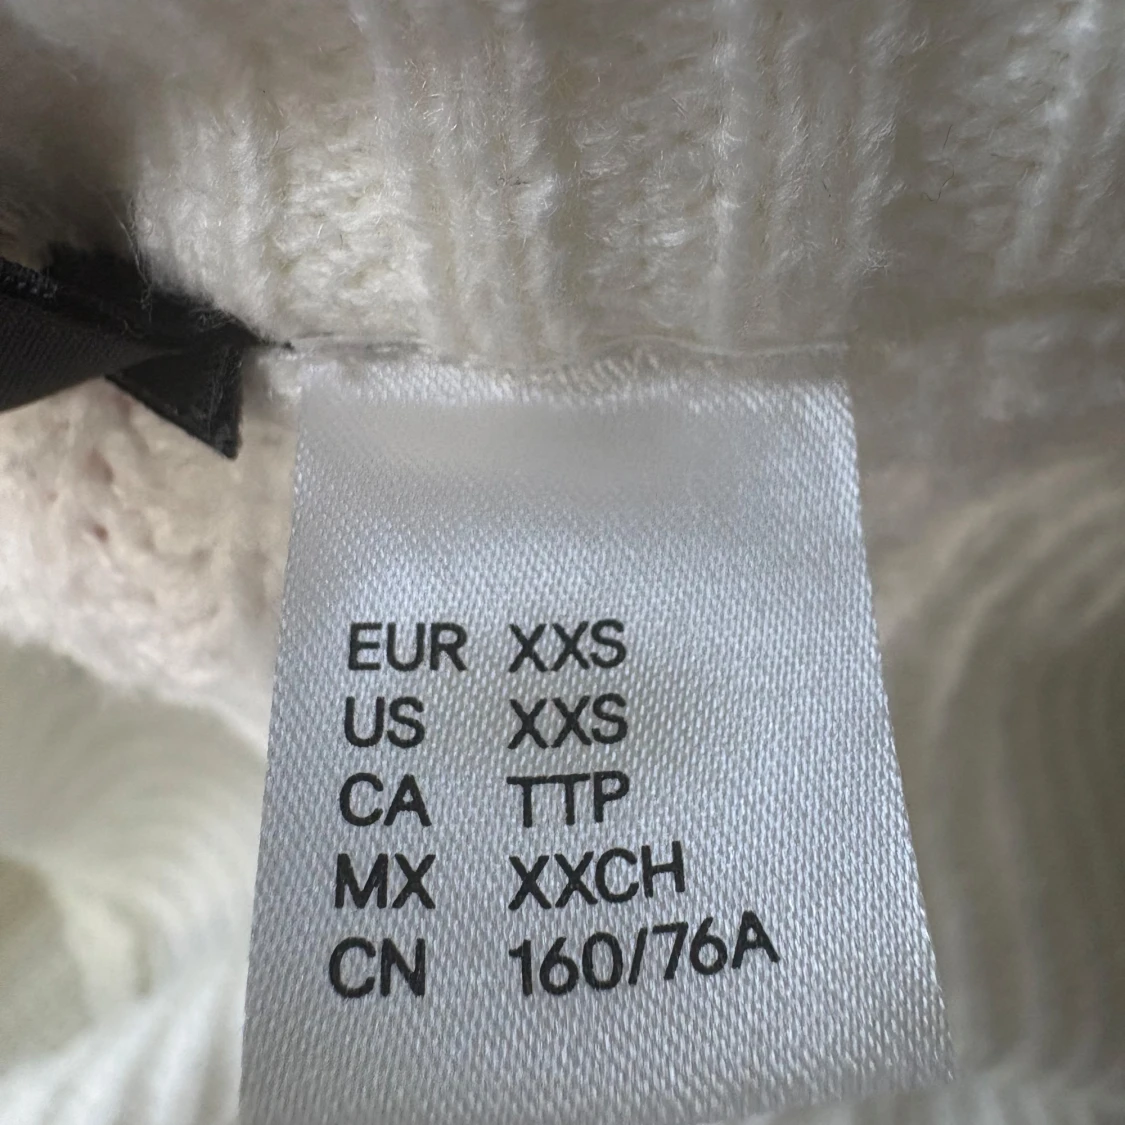 EUR XXS
US XXS
CA TTP
MX XXCH
CN 160/76A